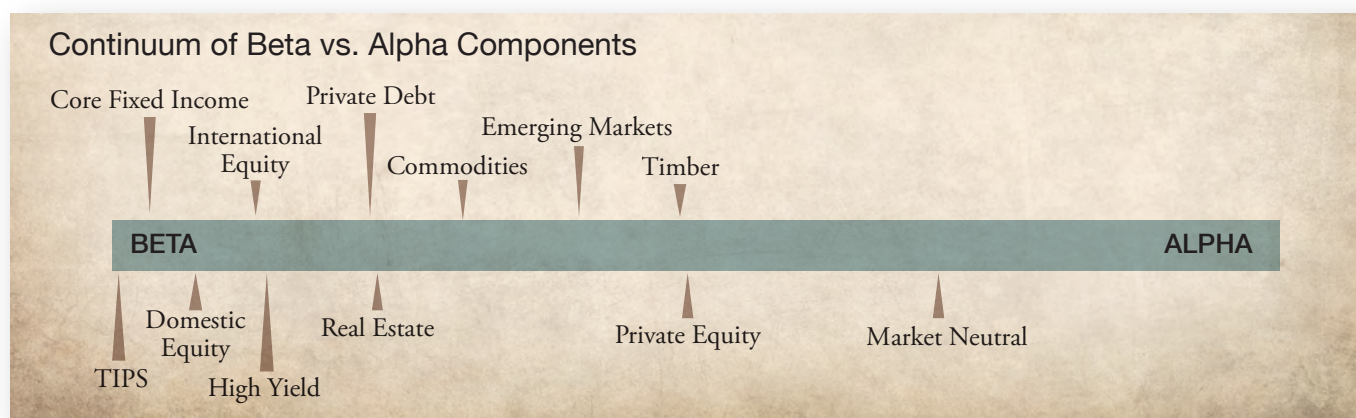 Continuum of Beta vs. Alpha Components
Core Fixed Income
Private Debt
International
Equity
Emerging Markets
Commodities
Timber
BETA
ALPHA
Domestic
Equity
Real Estate
Private Equity
Market Neutral
TIPS
High Yield